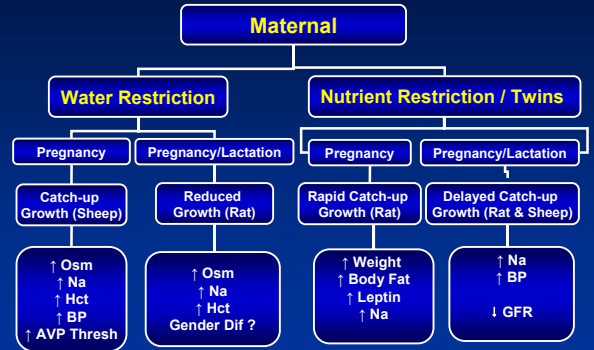 Maternal
Water Restriction
Nutrient Restriction / Twins
Pregnancy
Pregnancy/Lactation
Pregnancy
Pregnancy/Lactation
Catch-up
Growth (Sheep)
Reduced
Growth (Rat)
Rapid Catch-up
Growth (Rat)
Delayed Catch-up
Growth (Rat & Sheep)
↑ Osm
↑ Na
↑ Hct
↑ BP
↑ AVP Thresh
↑ Osm
↑ Na
↑ Hct
Gender Dif ?
↑ Weight
↑ Body Fat
↑ Leptin
↑ Na
↑ Na
↑ BP
↓ GFR